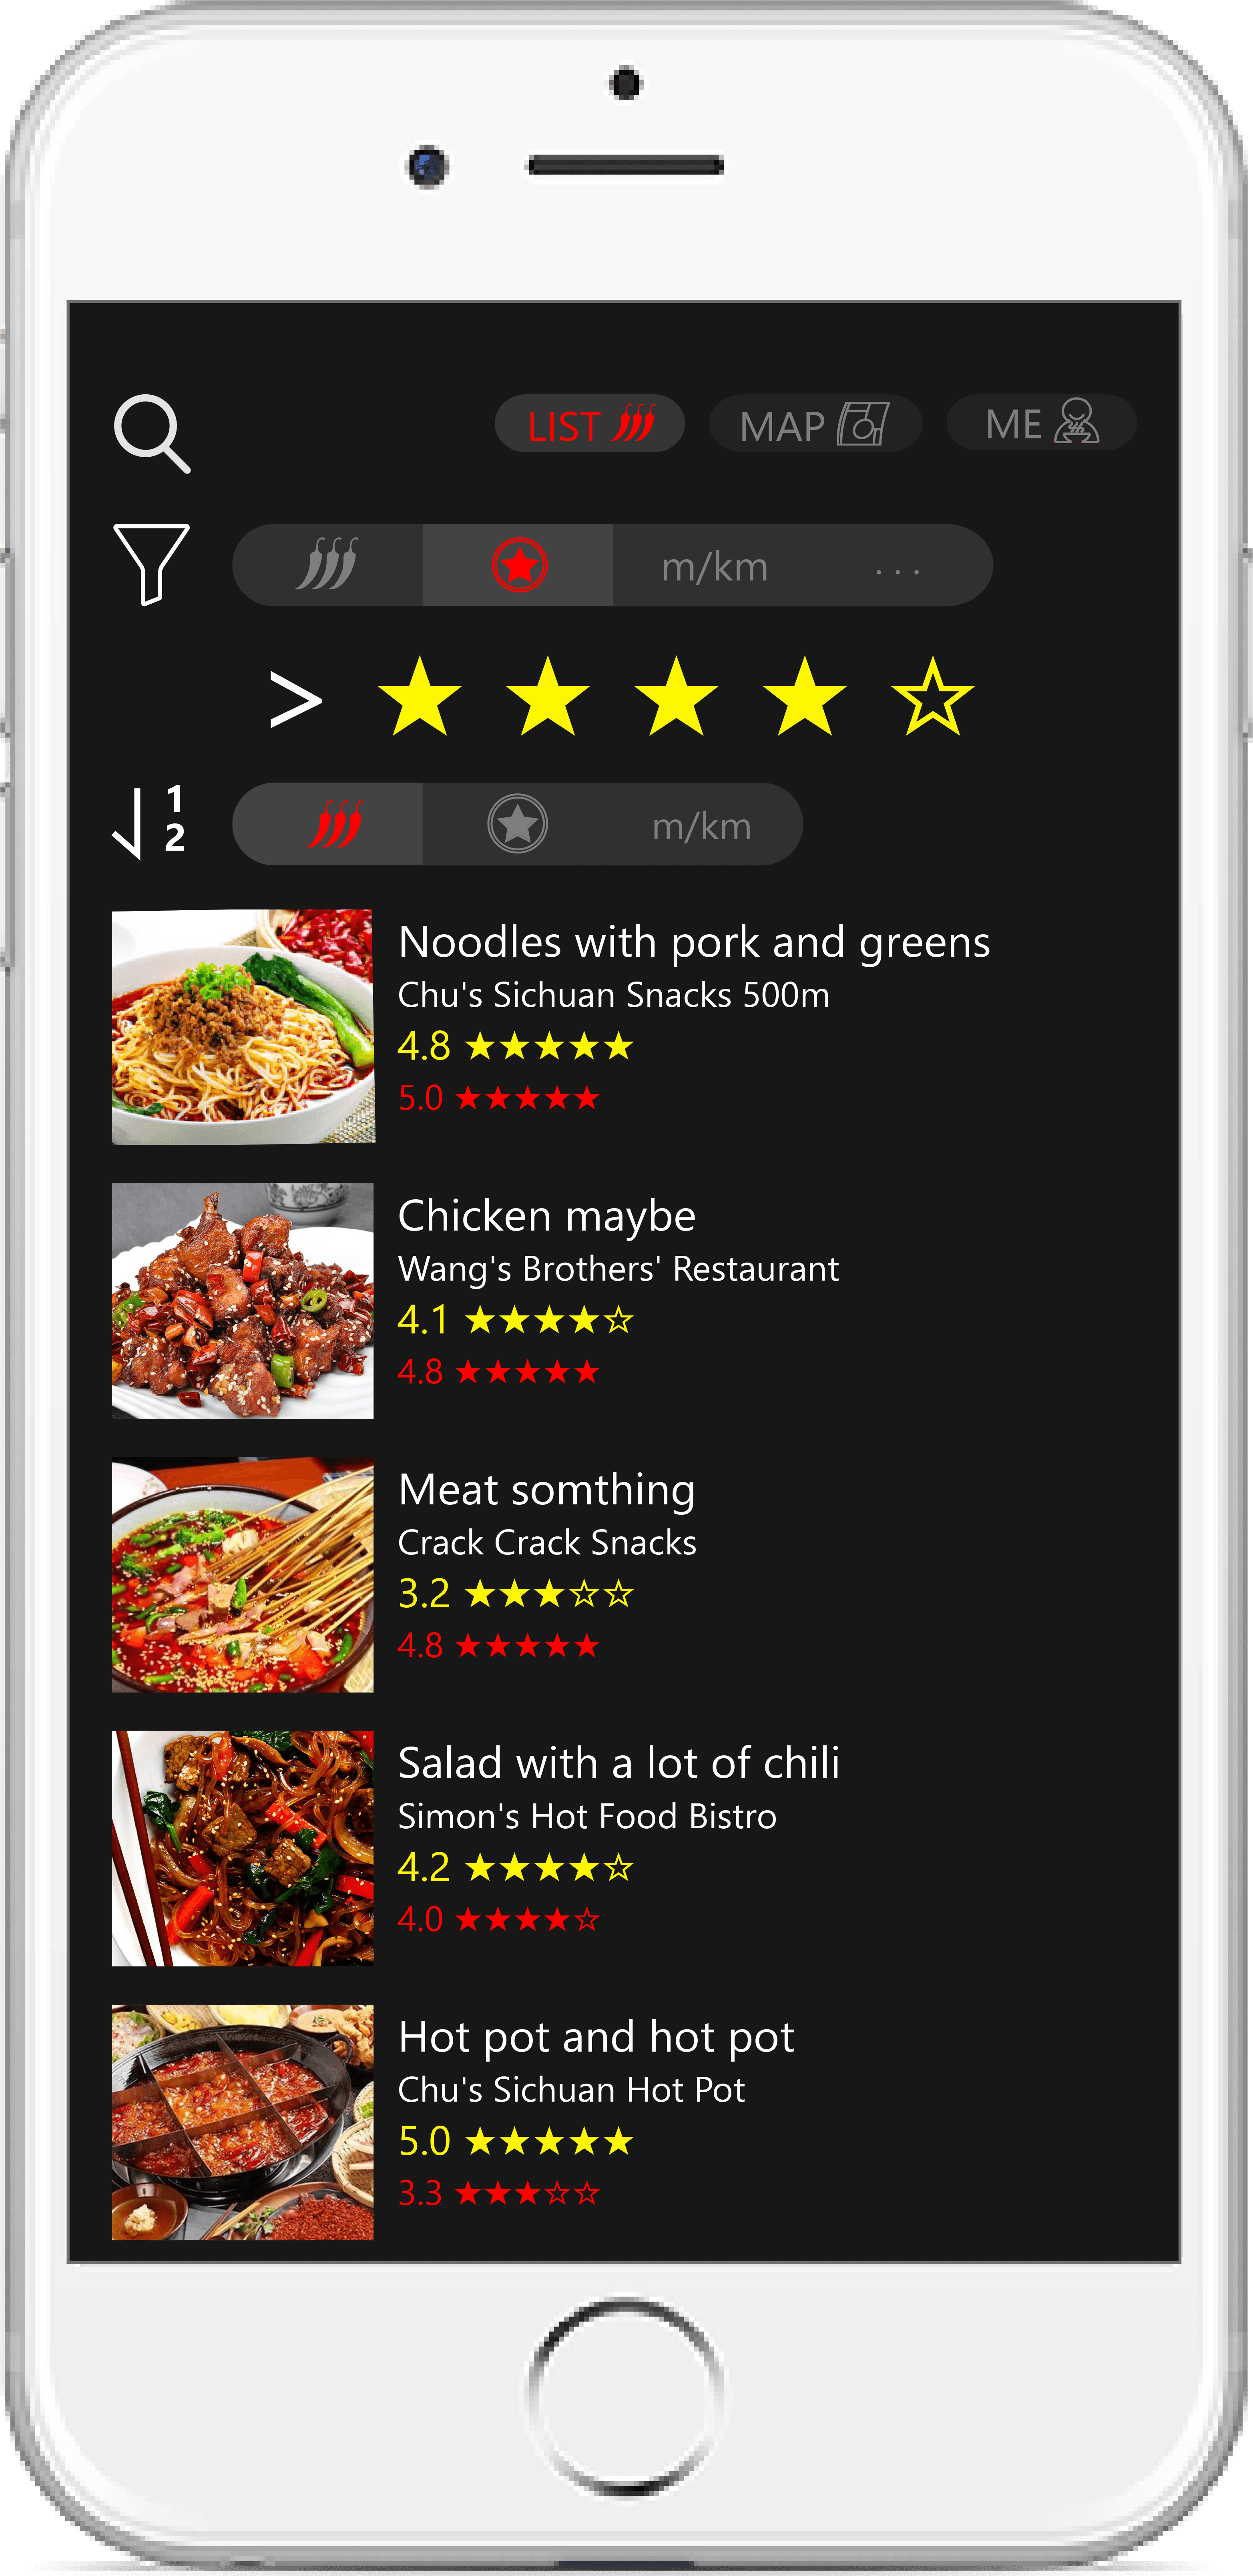 LIST
MAP
ME
m/km
...
>
1
2
m/km
Noodles with pork and greens
Chu's Sichuan Snacks 500m
4.8 ★★★★★
5.0 ★★★★★
Chicken maybe
Wang's Brothers' Restaurant
4.1 ★★★★☆
4.8 ★★★★★
Meat somthing
Crack Crack Snacks
3.2 ★★★☆☆
4.8 ★★★★★
Salad with a lot of chili
Simon's Hot Food Bistro
4.2 ★★★★☆
4.0 ★★★★☆
Hot pot and hot pot
Chu's Sichuan Hot Pot
5.0 ★★★★★
3.3 ★★★☆☆